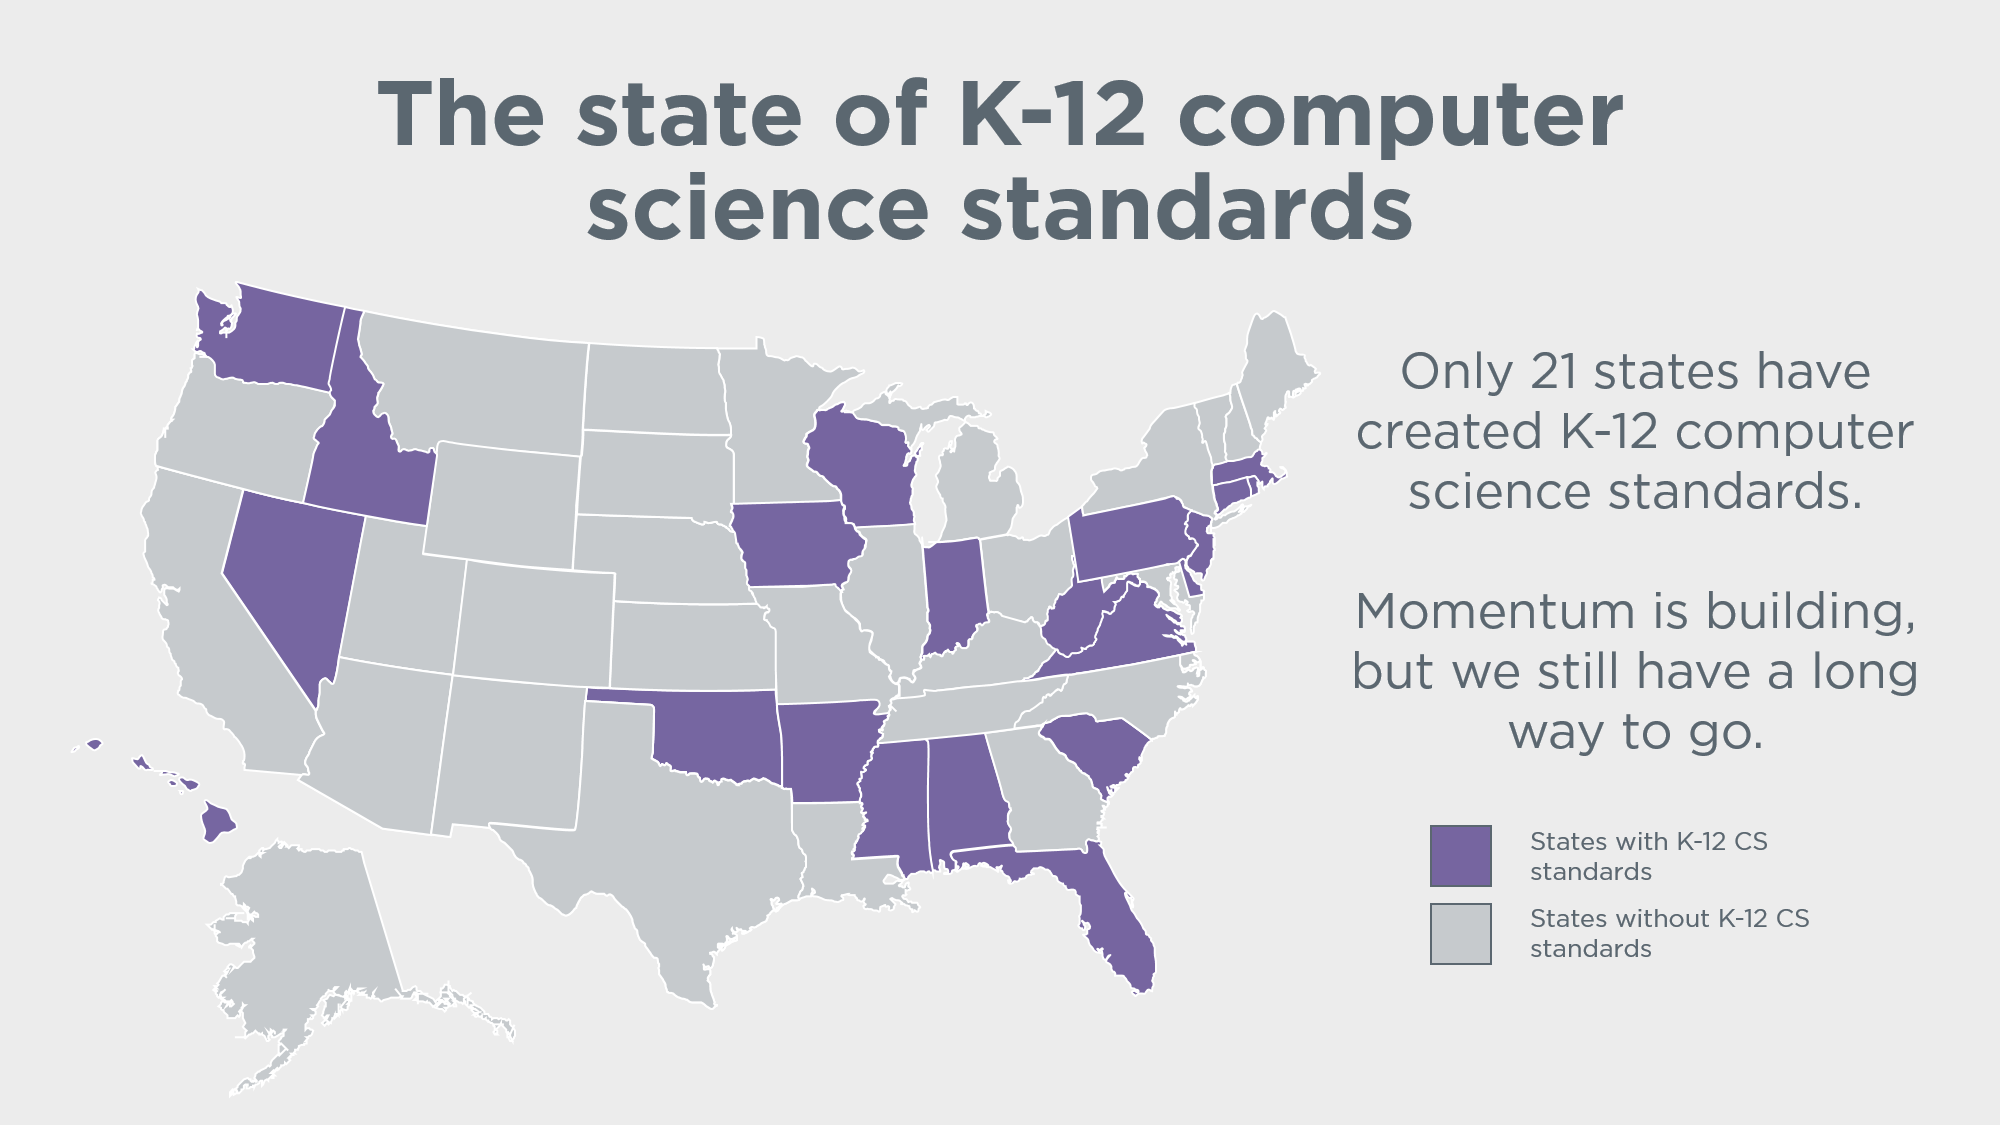 The state of K-12 computer
science standards
Only 21 states have
created K-12 computer
science standards.
Momentum is building,
but we still have a long
way to go.
States with K-12 CS
standards
States without K-12 CS
standards